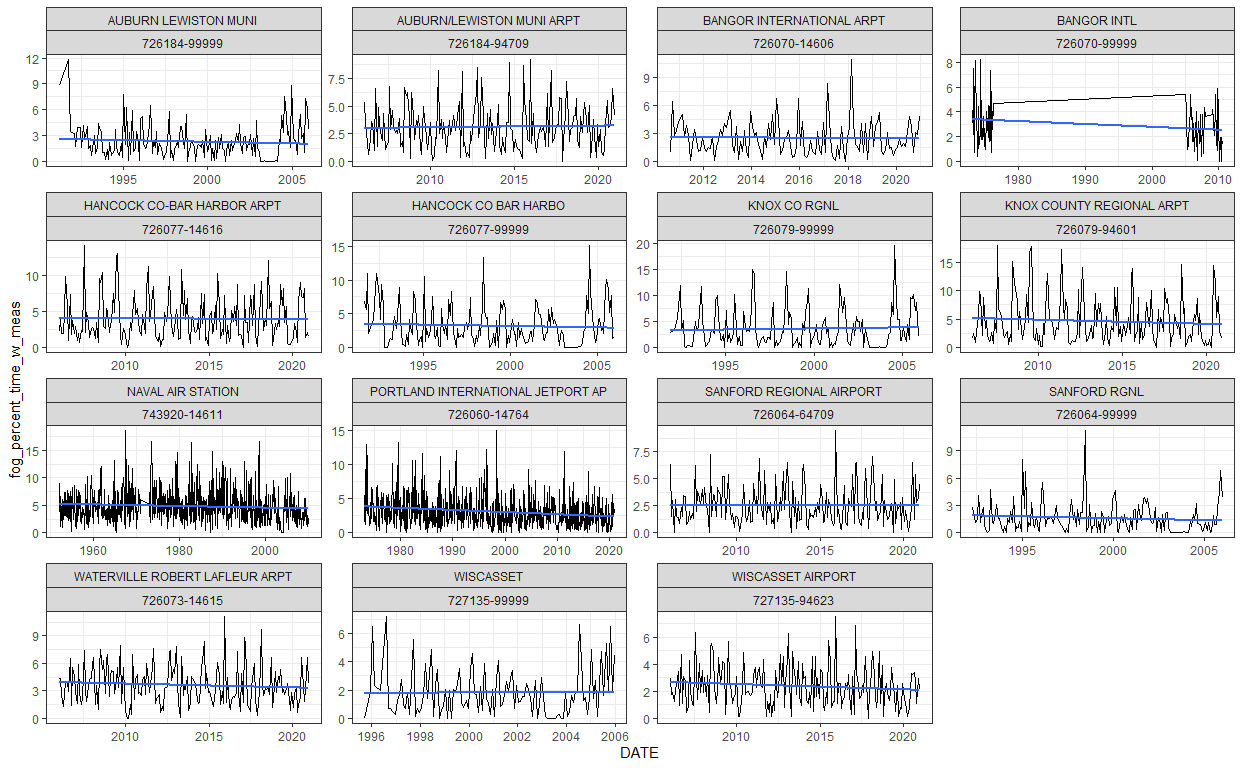 AUBURN LEWISTON MUNI
726184-99999
12
9
6
3
0
1995 2000 2005
AUBURN/LEWISTON MUNI ARPT
726184-94709
7.5
5.0
2.5
0.0
2010 2015 2020
BANGOR INTERNATIONAL ARPT
726070-14606
9
6
3
0
2012 2014 2016 2018 2020
BANGOR INTL
726070-99999
8
6
4
2
0
1980 1990 2000 2010
HANCOCK CO-BAR HARBOR ARPT
726077-14616
10
5
0
2010 2015 2020
HANCOCK CO BAR HARBO
726077-99999
15
10
5
0
1995 2000 2005
KNOX CO RGNL
726079-99999
20
15
10
5
0
1995 2000 2005
KNOX COUNTY REGIONAL ARPT
726079-94601
15
10
5
0
2010 2015 2020
NAVAL AIR STATION
743920-14611
15
10
5
0
1960 1980 2000
PORTLAND INTERNATIONAL JETPORT AP
726060-14764
15
10
5
0
1980 1990 2000 2010 2020
SANFORD REGIONAL AIRPORT
726064-64709
7.5
5.0
2.5
0.0
2010 2015 2020
SANFORD RGNL
726064-99999
9
6
3
0
1995 2000 2005
WATERVILLE ROBERT LAFLEUR ARPT
726073-14615
9
6
3
0
2010 2015 2020
WISCASSET
727135-99999
6
4
2
0
1996 1998 2000 2002 2004 2006
WISCASSET AIRPORT
727135-94623
6
4
2
0
2010 2015 2020
fog_percent_time_w_meas
DATE